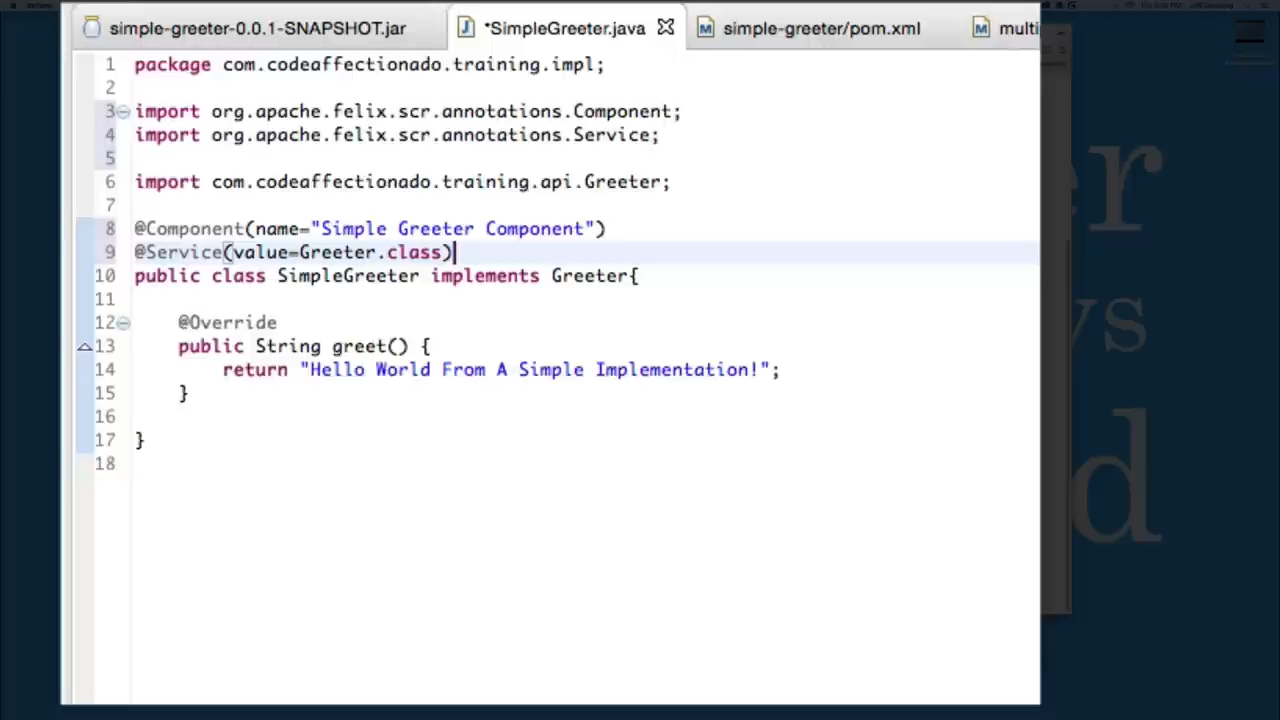 simple-greeter-0.0.1-SNAPSHOT.jar *SimpleGreeter.java simple-greeter/pom.xml multi
1 package com.codeaffectionado.training.impl;
2
3 import org.apache.felix.scr.annotations.Component;
4 import org.apache.felix.scr.annotations.Service;
5
6 import com.codeaffectionado.training.api.Greeter;
7
8 @Component(name="Simple Greeter Component")
9 @Service(value=Greeter.class)
10 public class SimpleGreeter implements Greeter{
11
12 @Override
13 public String greet() {
14 return "Hello World From A Simple Implementation!";
15 }
16
17 }
18
er
ys
d